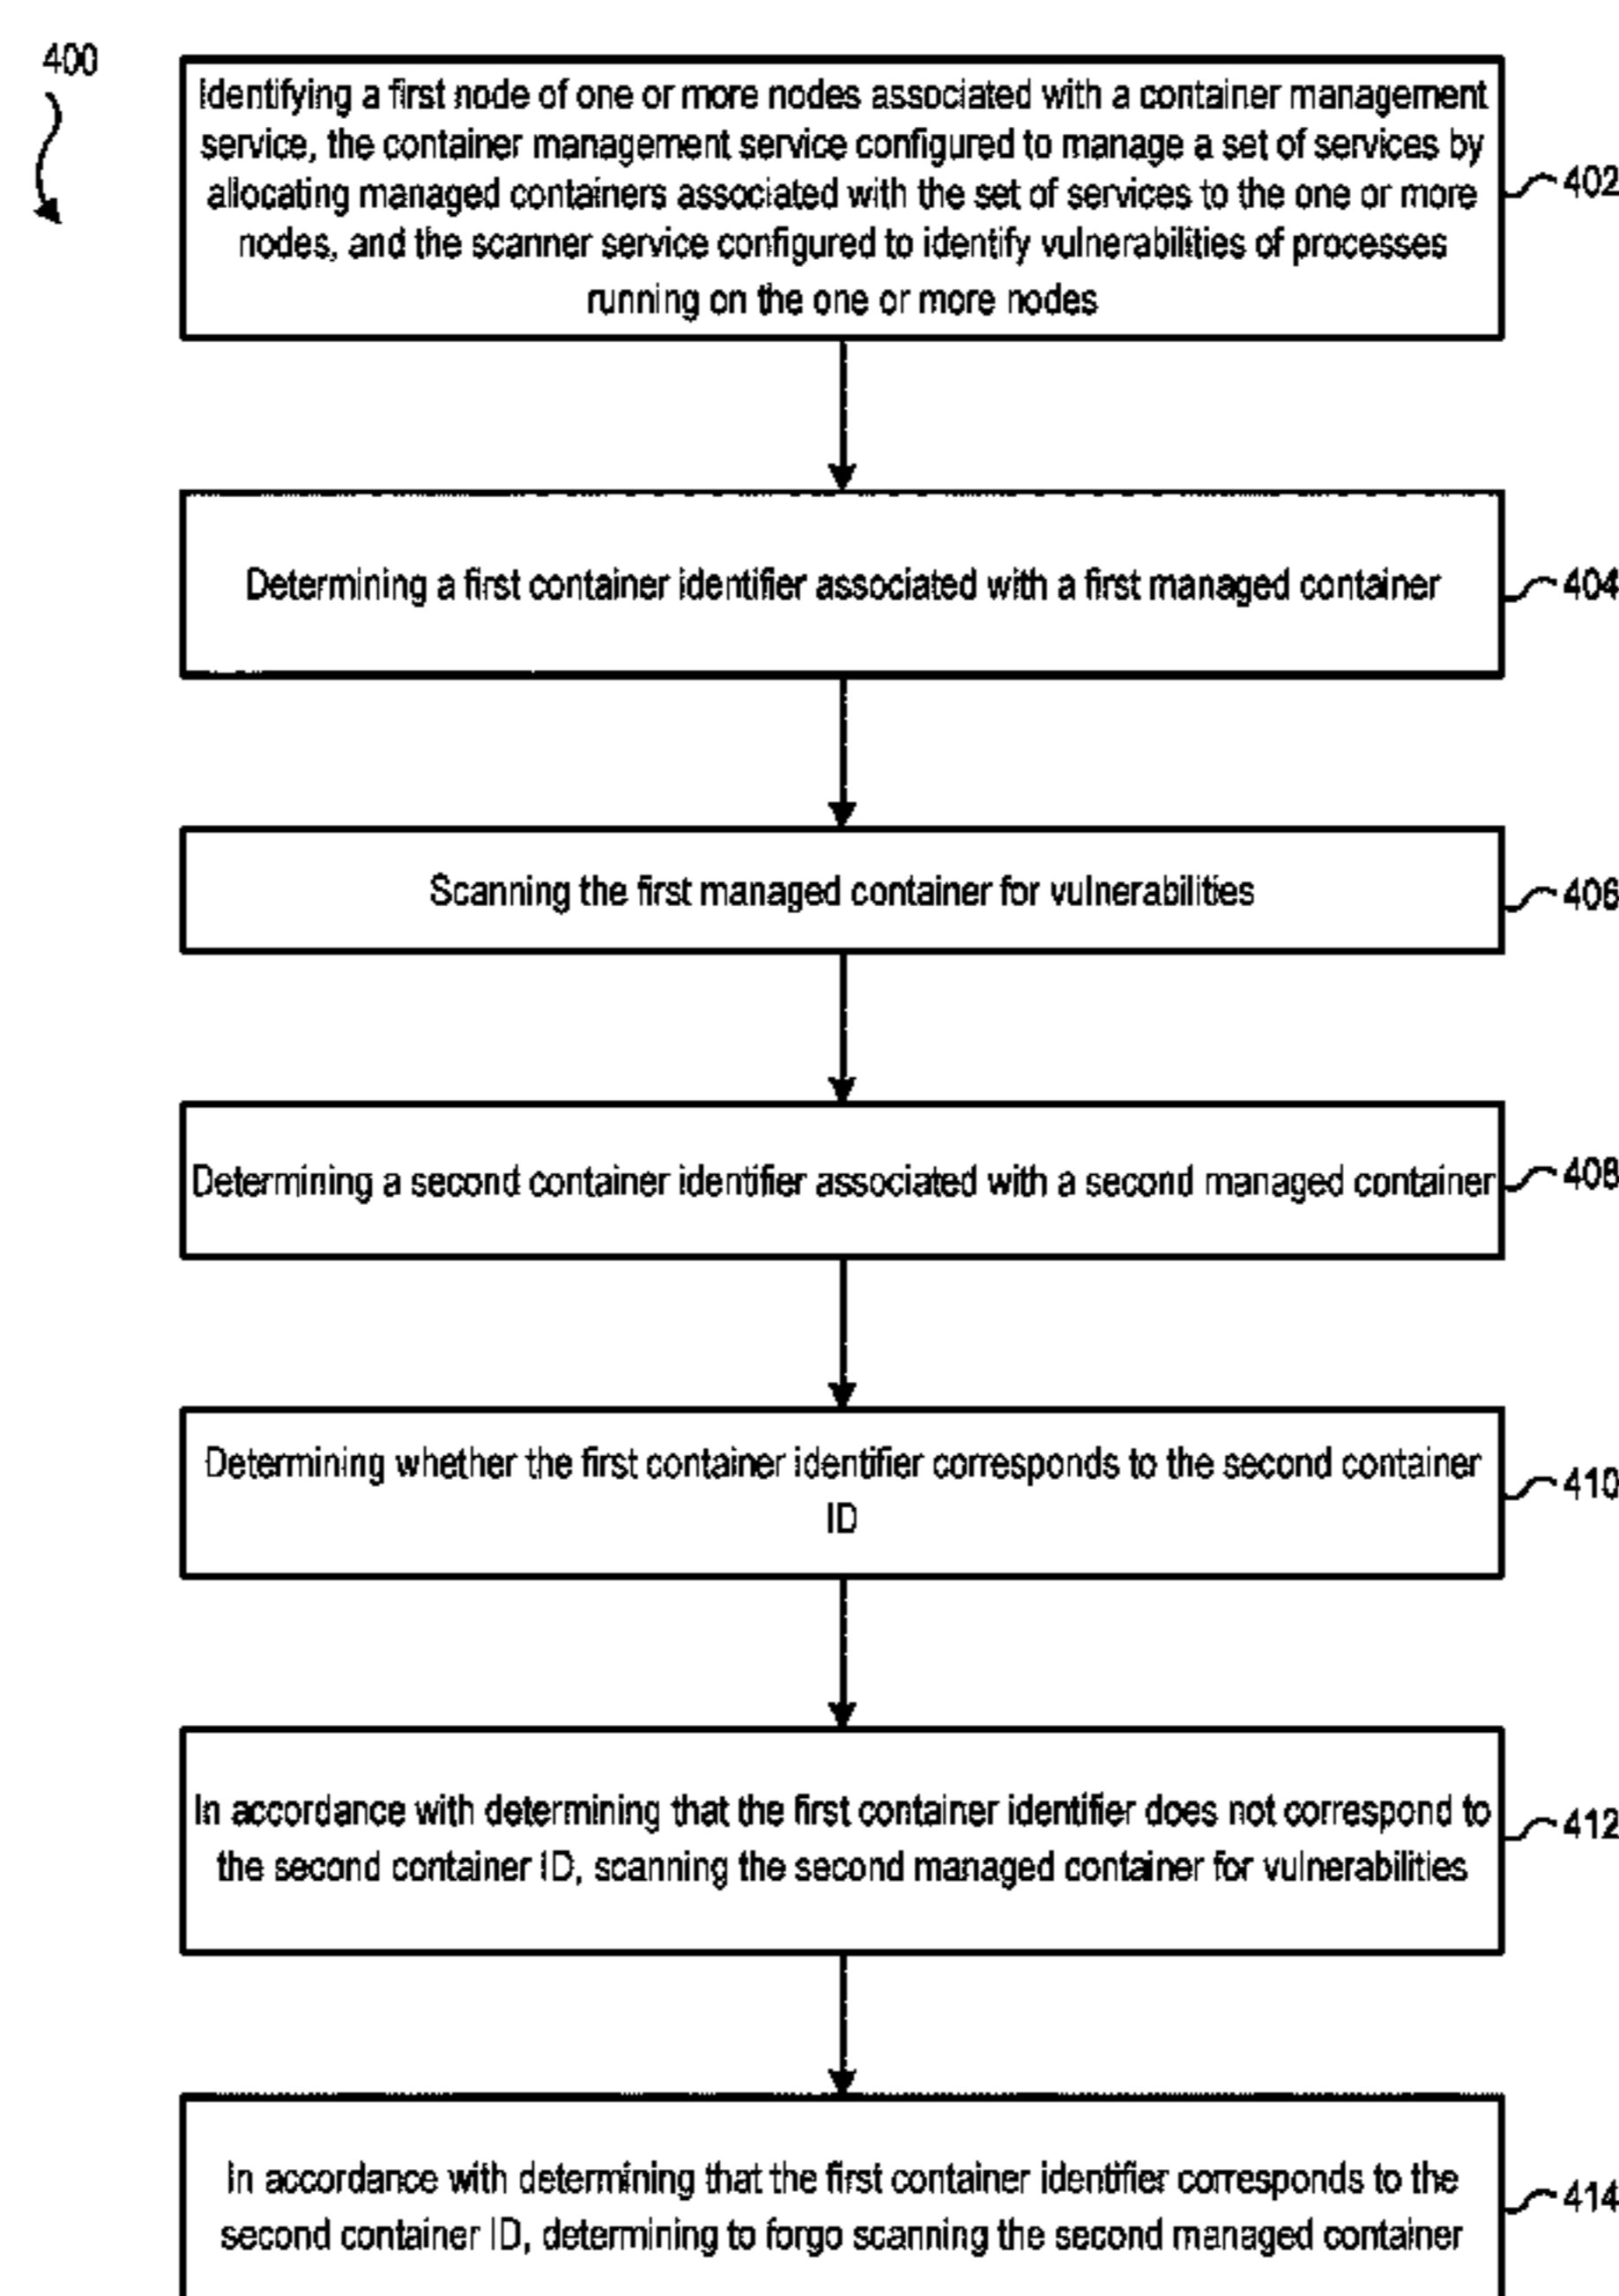 400
Identifying a first node of one or more nodes associated with a container management
service, the container management service configured to manage a set of services by
allocating managed containers associated with the set of services to the one or more
nodes, and the scanner service configured to identify vulnerabilities of processes
running on the one or more nodes
402
Determining a first container identifier associated with a first managed container
404
Scanning the first managed container for vulnerabilities
406
Determining a second container identifier associated with a second managed container
408
Determining whether the first container identifier corresponds to the second container
ID
410
In accordance with determining that the first container identifier does not correspond to
the second container ID, scanning the second managed container for vulnerabilities
412
In accordance with determining that the first container identifier corresponds to the
second container ID, determining to forgo scanning the second managed container
414